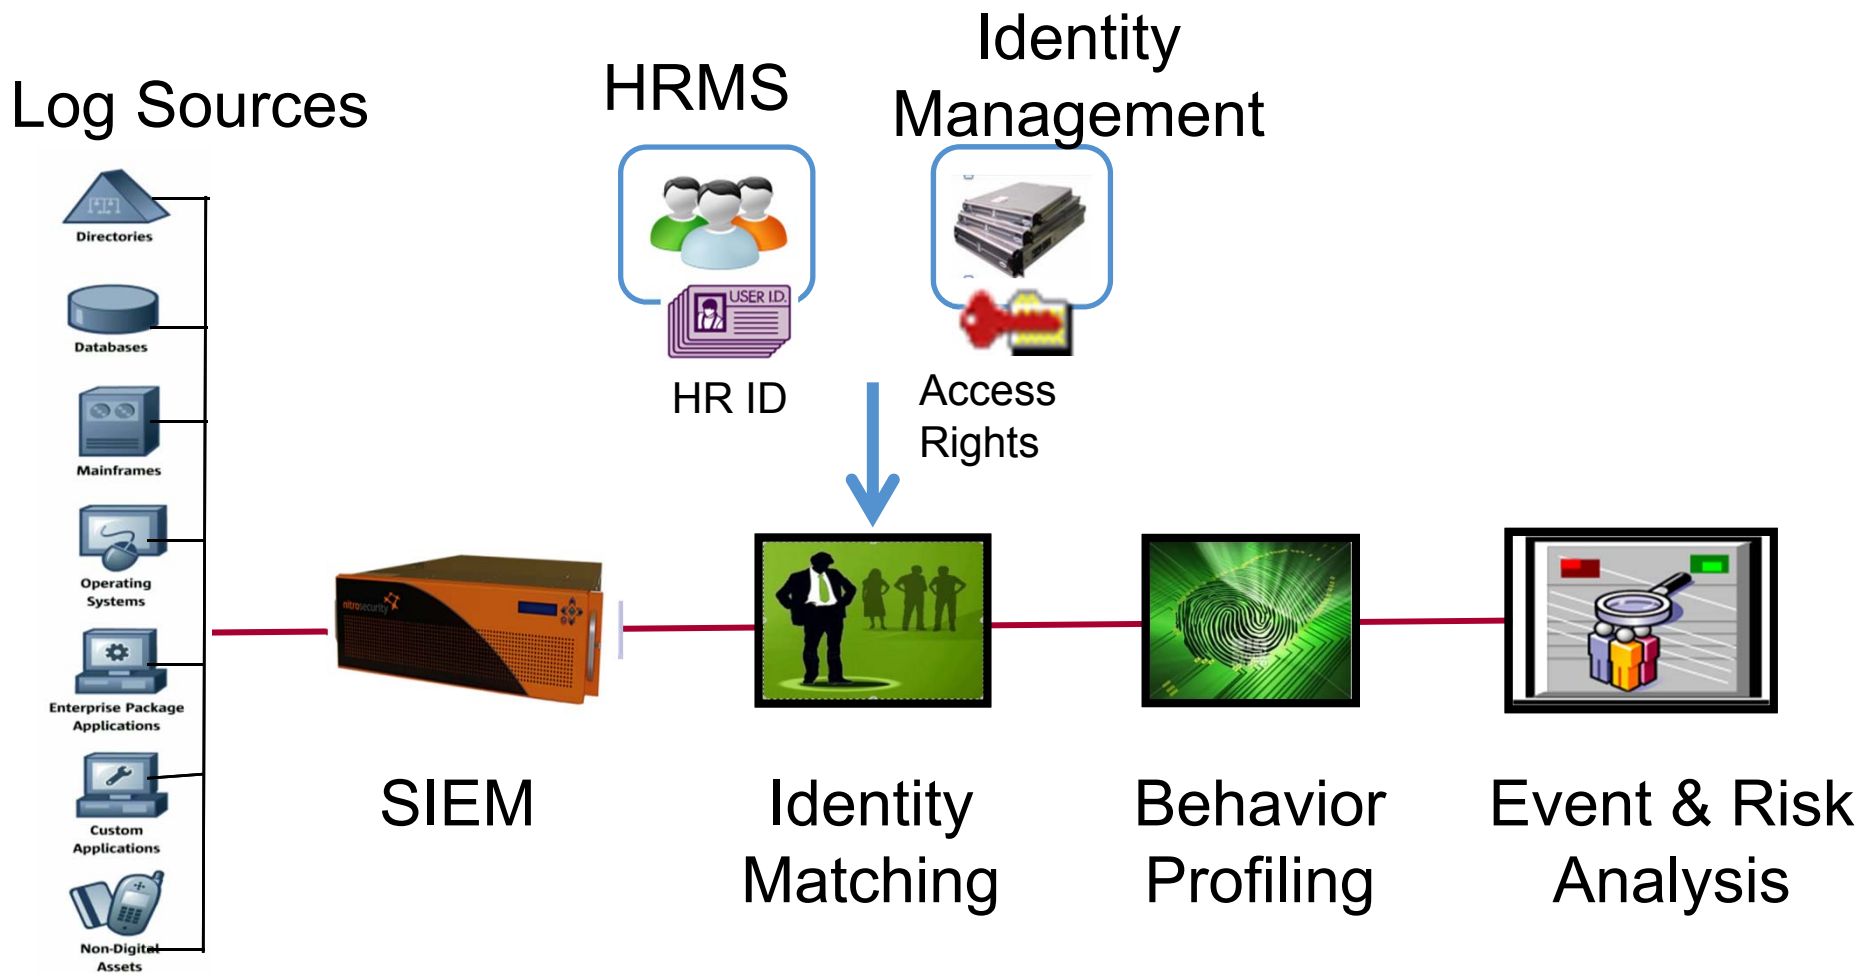 Log Sources
Directories
Databases
Mainframes
Operating
Systems
Enterprise Package
Applications
Custom
Applications
Non-Digital
Assets
HRMS
USER I.D.
HR ID
Identity
Management
Access
Rights
nitrosecurity
SIEM
Identity
Matching
Behavior
Profiling
Event & Risk
Analysis